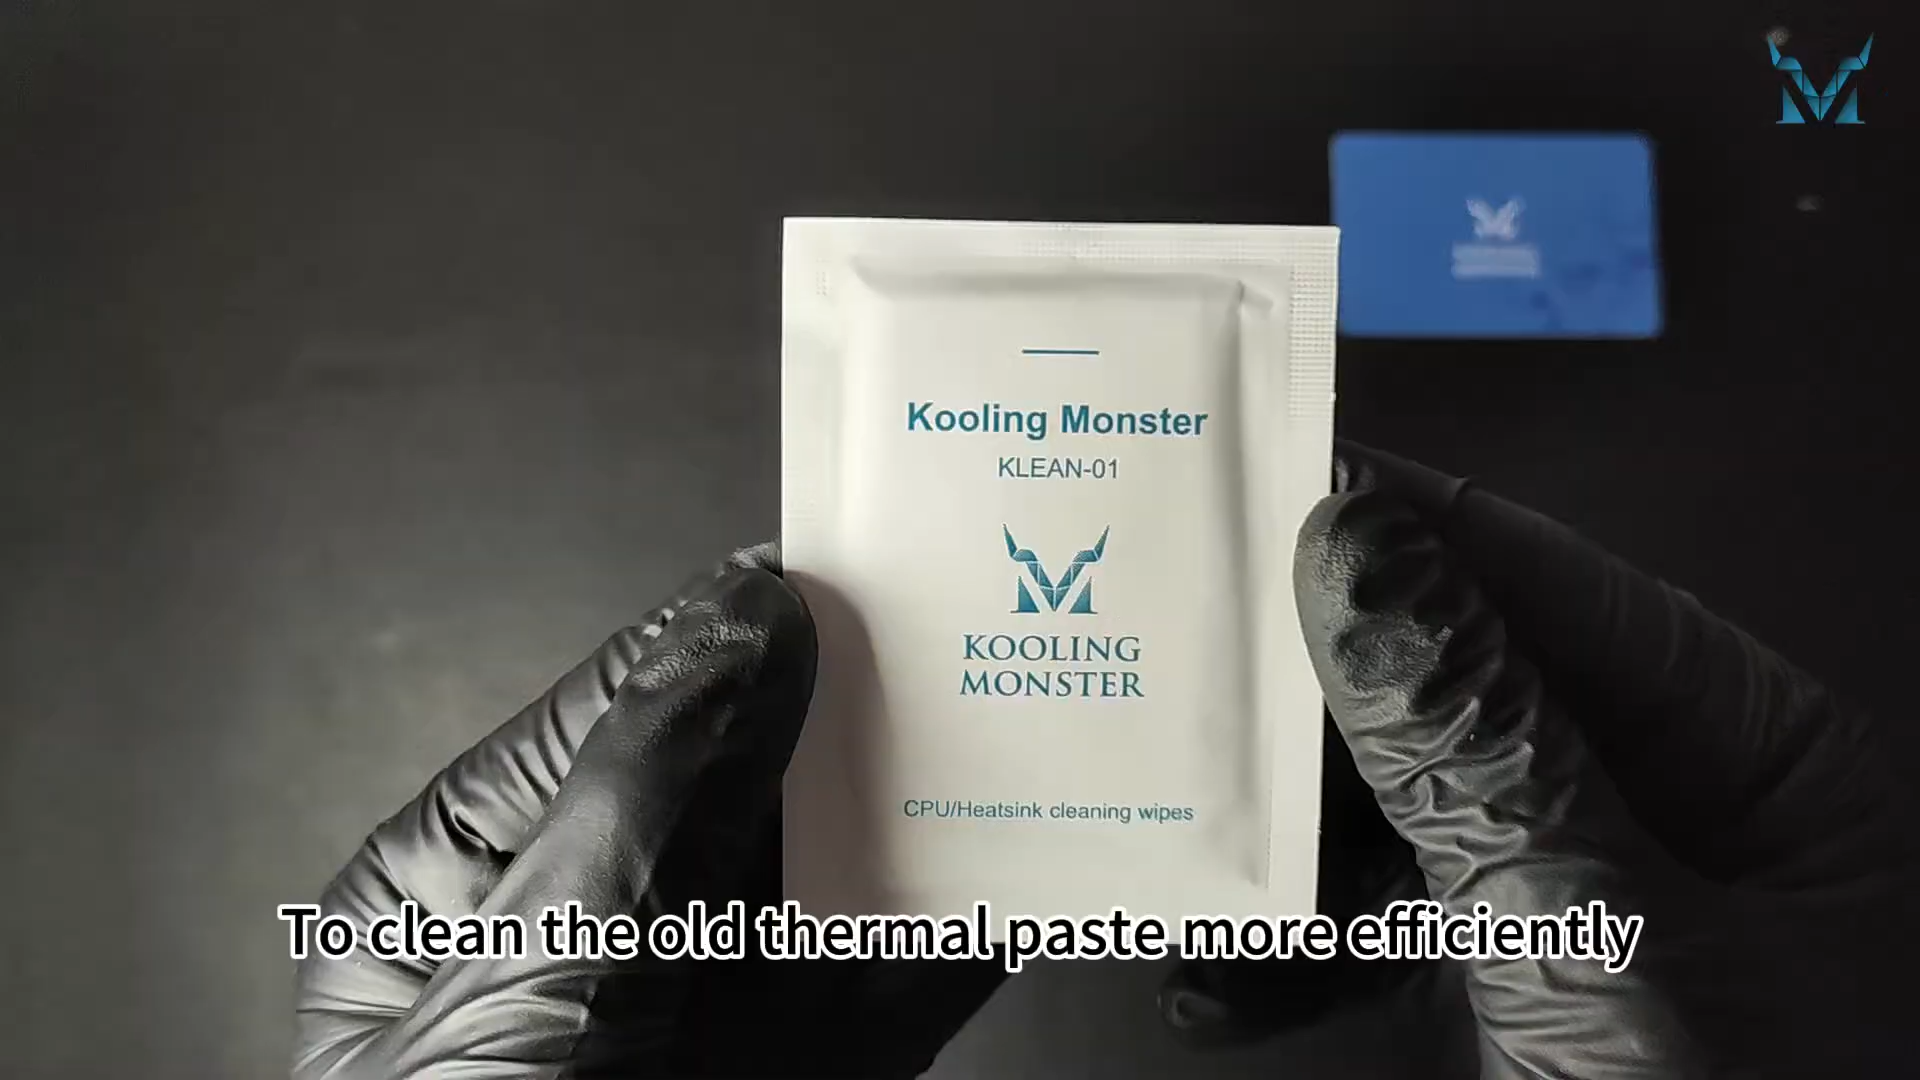 Kooling Monster
KLEAN-01
KOOLING
MONSTER
CPU/Heatsink cleaning wipes
To clean the old thermal paste more efficiently